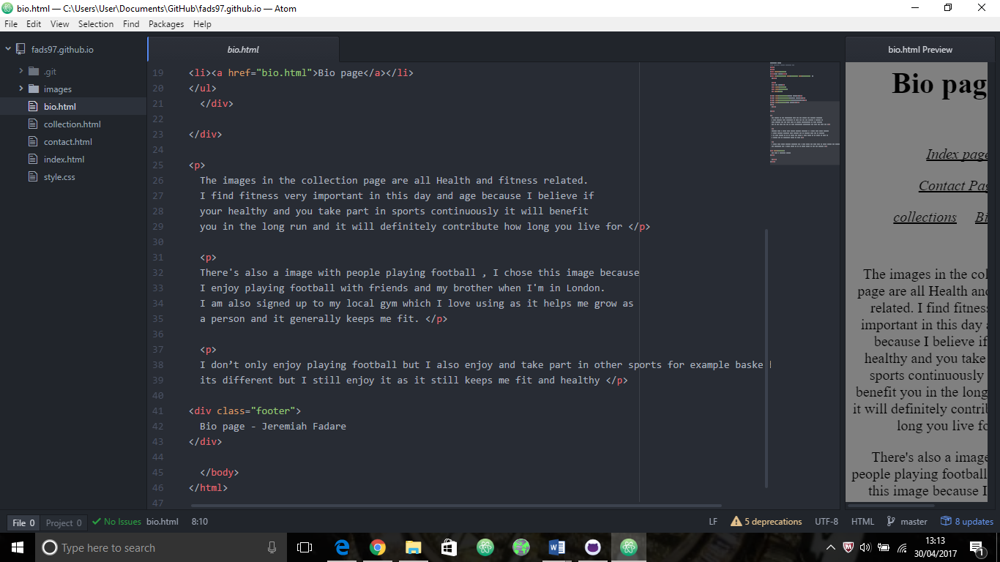 bio.html — C:\Users\User\Documents\GitHub\fads97.github.io — Atom
File Edit View Selection Find Packages Help
fads97.github.io
.git
images
bio.html
collection.html
contact.html
index.html
style.css
bio.html
19 <li><a href="bio.html">Bio page</a></li>
20 </ul>
21 </div>
22
23 </div>
24
25 <p>
26 The images in the collection page are all Health and fitness related.
27 I find fitness very important in this day and age because I believe if
28 your healthy and you take part in sports continuously it will benefit
29 you in the long run and it will definitely contribute how long you live for </p>
30
31 <p>
32 There's also a image with people playing football , I chose this image because
33 I enjoy playing football with friends and my brother when I'm in London.
34 I am also signed up to my local gym which I love using as it helps me grow as
35 a person and it generally keeps me fit. </p>
36
37 <p>
38 I don’t only enjoy playing football but I also enjoy and take part in other sports for example baske
39 its different but I still enjoy it as it still keeps me fit and healthy </p>
40
41 <div class="footer">
42 Bio page - Jeremiah Fadare
43 </div>
44
45 </body>
46 </html>
47
bio.html Preview
Bio pag
Index page
Contact Pag
collections Bi
The images in the col
page are all Health and
related. I find fitness
important in this day a
because I believe if
healthy and you take
sports continuously
benefit you in the long
it will definitely contrib
long you live fo
There's also a image
people playing football
this image because I
File 0 Project 0 No Issues bio.html 8:10
LF 5 deprecations UTF-8 HTML master 8 updates
Type here to search
13:13
30/04/2017
1